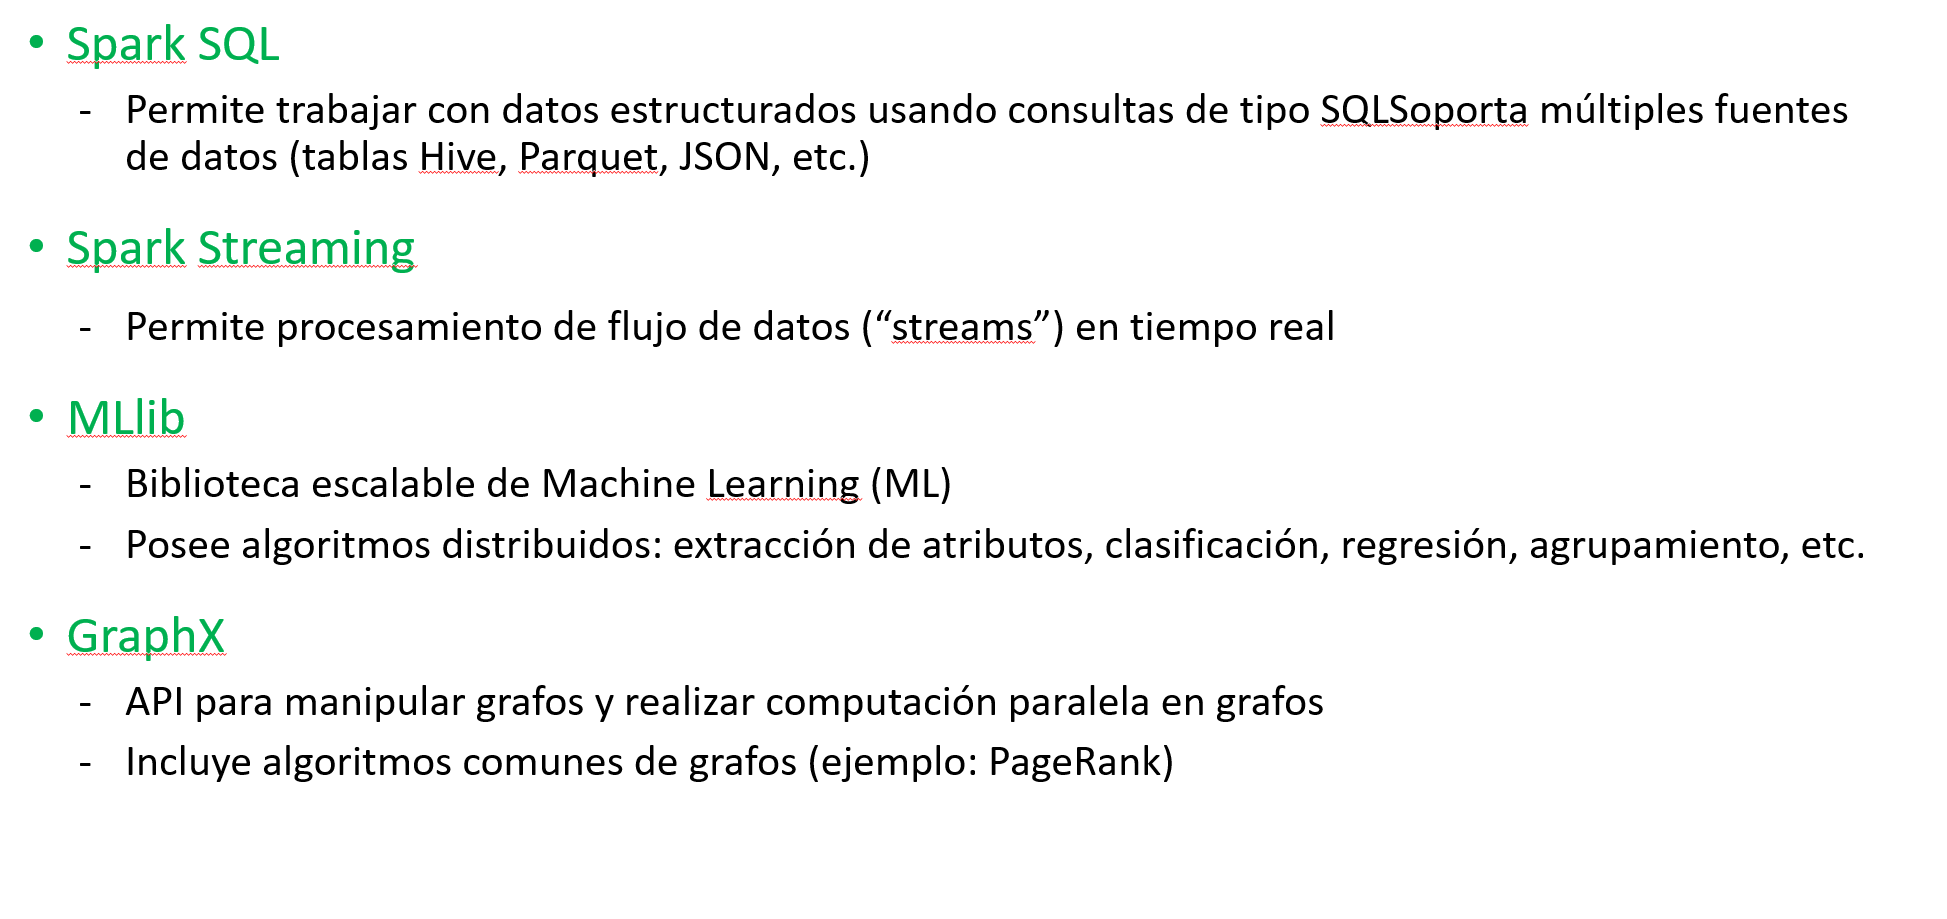 • Spark SQL
- Permite trabajar con datos estructurados usando consultas de tipo SQLSoporta múltiples fuentes
de datos (tablas Hive, Parquet, JSON, etc.)
• Spark Streaming
- Permite procesamiento de flujo de datos (“streams”) en tiempo real
• MLlib
- Biblioteca escalable de Machine Learning (ML)
- Posee algoritmos distribuidos: extracción de atributos, clasificación, regresión, agrupamiento, etc.
• GraphX
- API para manipular grafos y realizar computación paralela en grafos
- Incluye algoritmos comunes de grafos (ejemplo: PageRank)